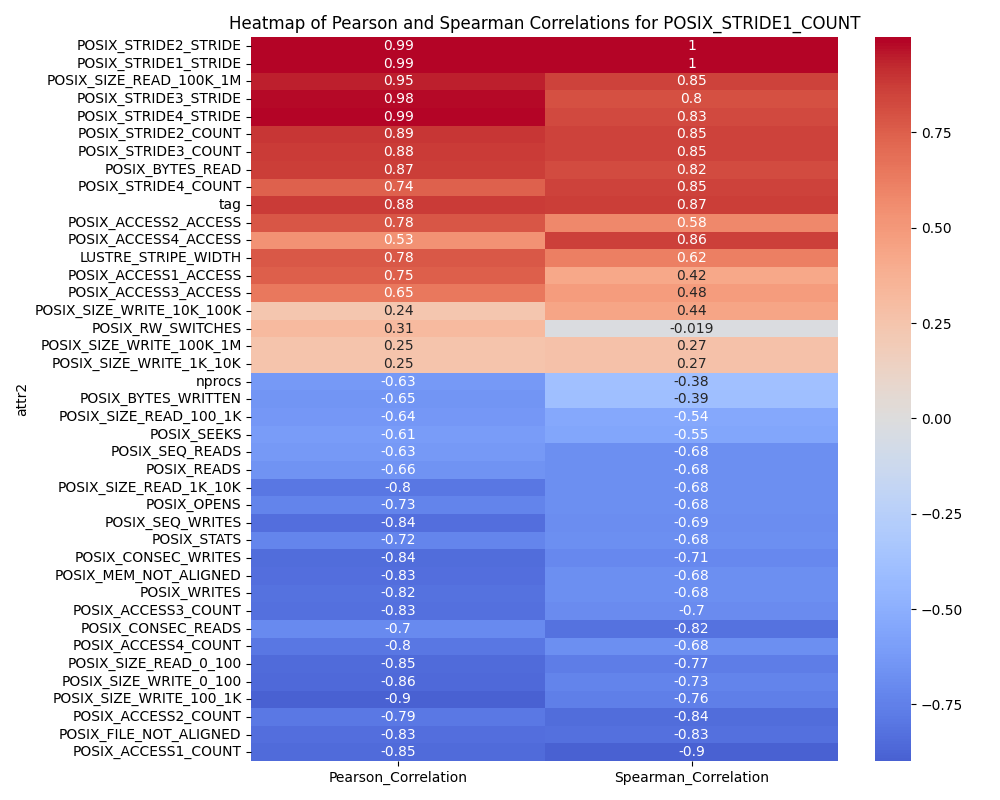 Heatmap of Pearson and Spearman Correlations for POSIX_STRIDE1_COUNT
POSIX_STRIDE2_STRIDE 0.99 1
POSIX_STRIDE1_STRIDE 0.99 1
POSIX_SIZE_READ_100K_1M 0.95 0.85
POSIX_STRIDE3_STRIDE 0.98 0.8
POSIX_STRIDE4_STRIDE 0.99 0.83
POSIX_STRIDE2_COUNT 0.89 0.85
POSIX_STRIDE3_COUNT 0.88 0.85
POSIX_BYTES_READ 0.87 0.82
POSIX_STRIDE4_COUNT 0.74 0.85
tag 0.88 0.87
POSIX_ACCESS2_ACCESS 0.78 0.58
POSIX_ACCESS4_ACCESS 0.53 0.86
LUSTRE_STRIPE_WIDTH 0.78 0.62
POSIX_ACCESS1_ACCESS 0.75 0.42
POSIX_ACCESS3_ACCESS 0.65 0.48
POSIX_SIZE_WRITE_10K_100K 0.24 0.44
POSIX_RW_SWITCHES 0.31 -0.019
POSIX_SIZE_WRITE_100K_1M 0.25 0.27
POSIX_SIZE_WRITE_1K_10K 0.25 0.27
nprocs -0.63 -0.38
POSIX_BYTES_WRITTEN -0.65 -0.39
POSIX_SIZE_READ_100_1K -0.64 -0.54
POSIX_SEEKS -0.61 -0.55
POSIX_SEQ_READS -0.63 -0.68
POSIX_READS -0.66 -0.68
POSIX_SIZE_READ_1K_10K -0.8 -0.68
POSIX_OPENS -0.73 -0.68
POSIX_SEQ_WRITES -0.84 -0.69
POSIX_STATS -0.72 -0.68
POSIX_CONSEC_WRITES -0.84 -0.71
POSIX_MEM_NOT_ALIGNED -0.83 -0.68
POSIX_WRITES -0.82 -0.68
POSIX_ACCESS3_COUNT -0.83 -0.7
POSIX_CONSEC_READS -0.7 -0.82
POSIX_ACCESS4_COUNT -0.8 -0.68
POSIX_SIZE_READ_0_100 -0.85 -0.77
POSIX_SIZE_WRITE_0_100 -0.86 -0.73
POSIX_SIZE_WRITE_100_1K -0.9 -0.76
POSIX_ACCESS2_COUNT -0.79 -0.84
POSIX_FILE_NOT_ALIGNED -0.83 -0.83
POSIX_ACCESS1_COUNT -0.85 -0.9
attr2
Pearson_Correlation Spearman_Correlation
0.75
0.50
0.25
0.00
−0.25
−0.50
−0.75